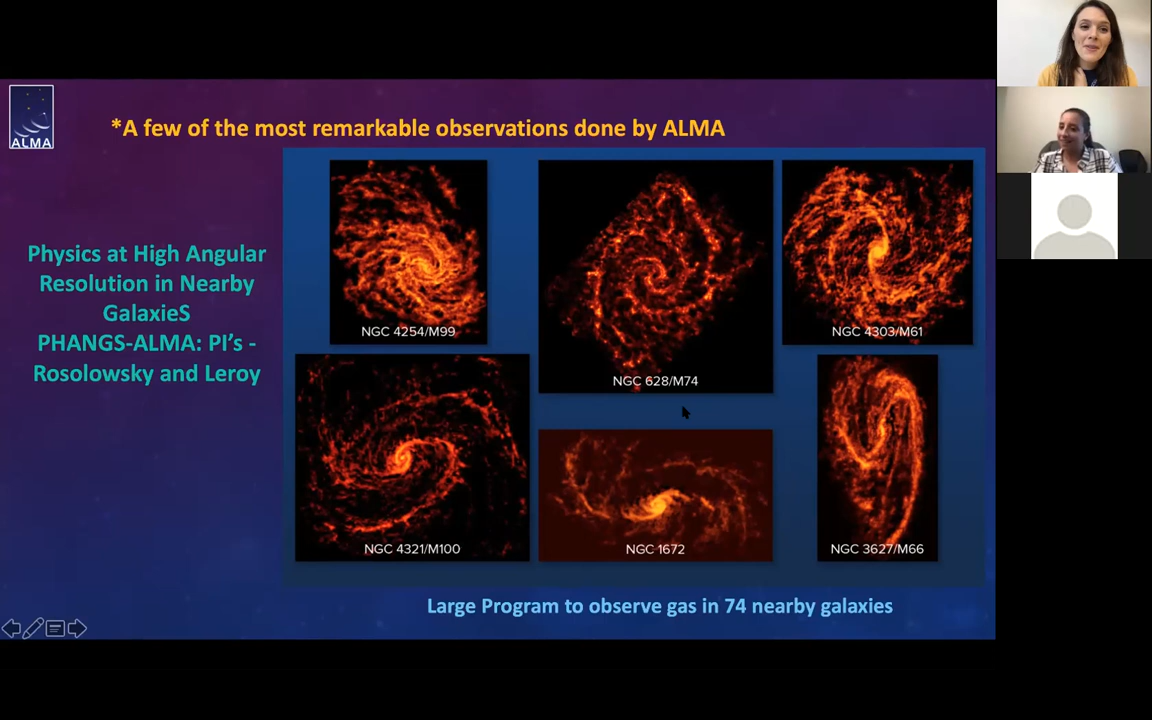 ALMA
*A few of the most remarkable observations done by ALMA
Physics at High Angular
Resolution in Nearby
GalaxieS
PHANGS-ALMA: PI's -
Rosolowsky and Leroy
NGC 4254/M99
NGC 628/M74
NGC 4303/M61
NGC 4321/M100
NGC 1672
NGC 3627/M66
Large Program to observe gas in 74 nearby galaxies